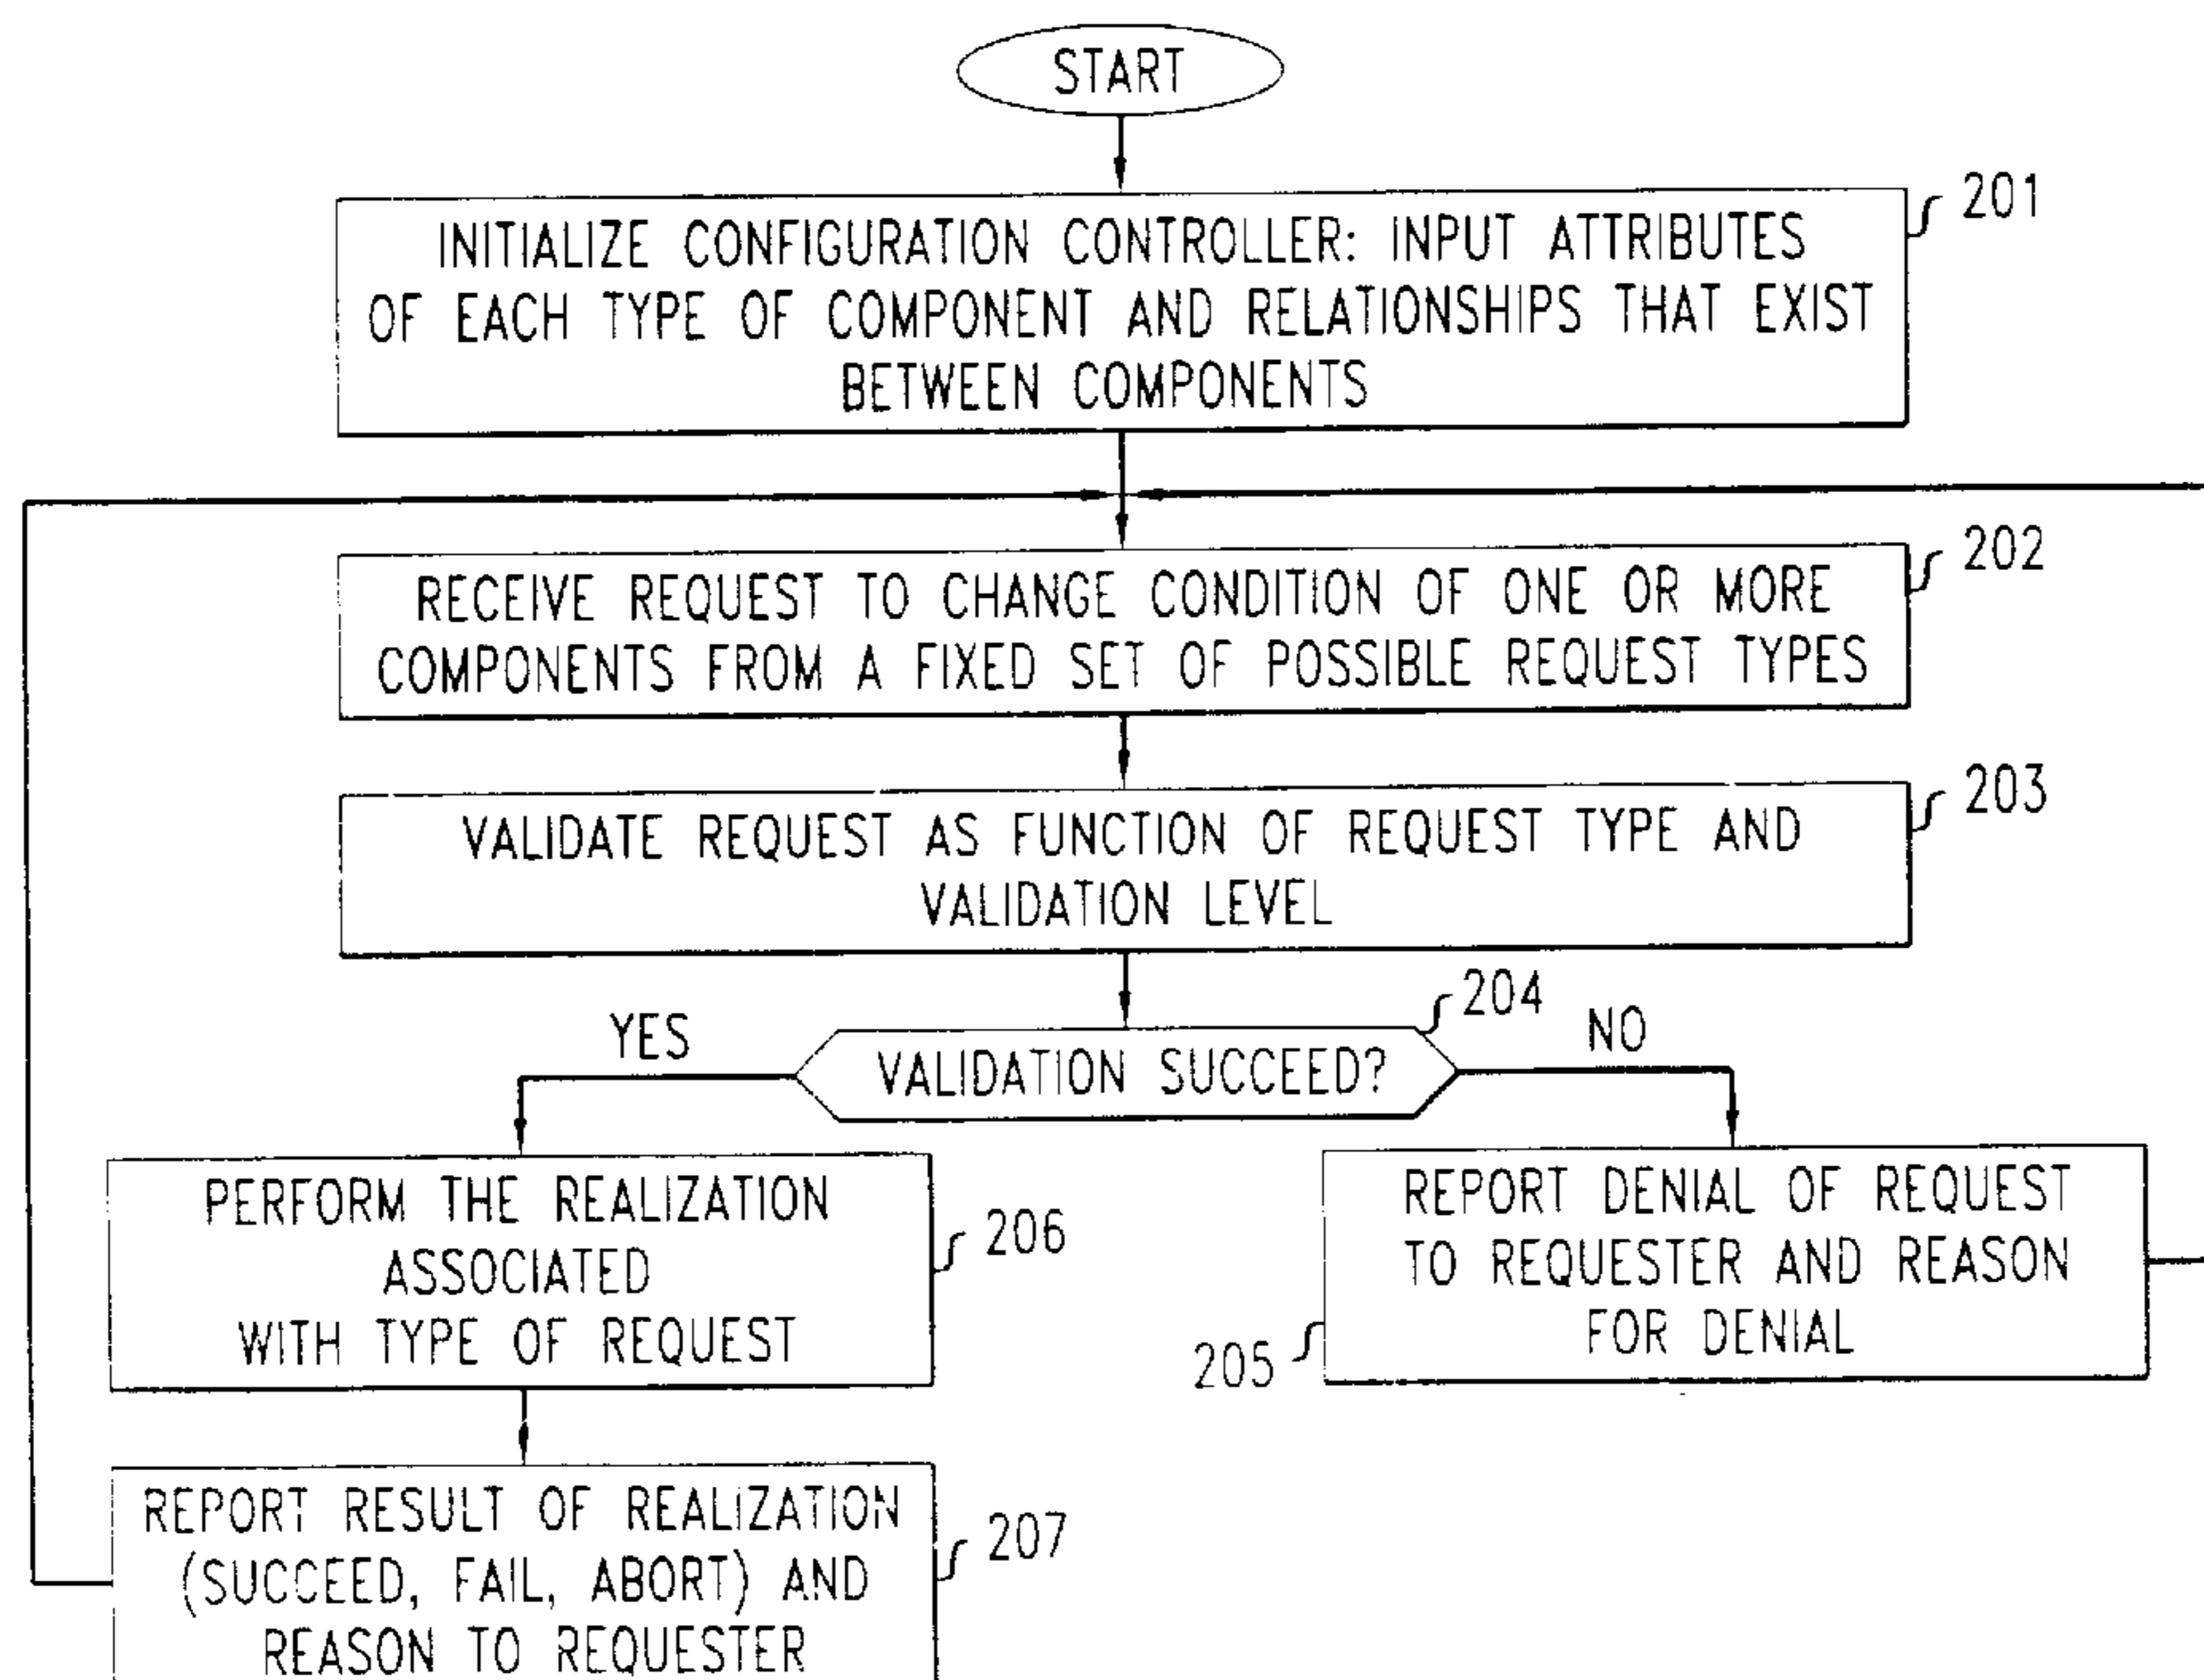 START
201
INITIALIZE CONFIGURATION CONTROLLER: INPUT ATTRIBUTES
OF EACH TYPE OF COMPONENT AND RELATIONSHIPS THAT EXIST
BETWEEN COMPONENTS
202
RECEIVE REQUEST TO CHANGE CONDITION OF ONE OR MORE
COMPONENTS FROM A FIXED SET OF POSSIBLE REQUEST TYPES
203
VALIDATE REQUEST AS FUNCTION OF REQUEST TYPE AND
VALIDATION LEVEL
204
YES
VALIDATION SUCCEED?
NO
PERFORM THE REALIZATION
ASSOCIATED
WITH TYPE OF REQUEST
206
REPORT DENIAL OF REQUEST
TO REQUESTER AND REASON
FOR DENIAL
205
REPORT RESULT OF REALIZATION
(SUCCEED, FAIL, ABORT) AND
REASON TO REQUESTER
207